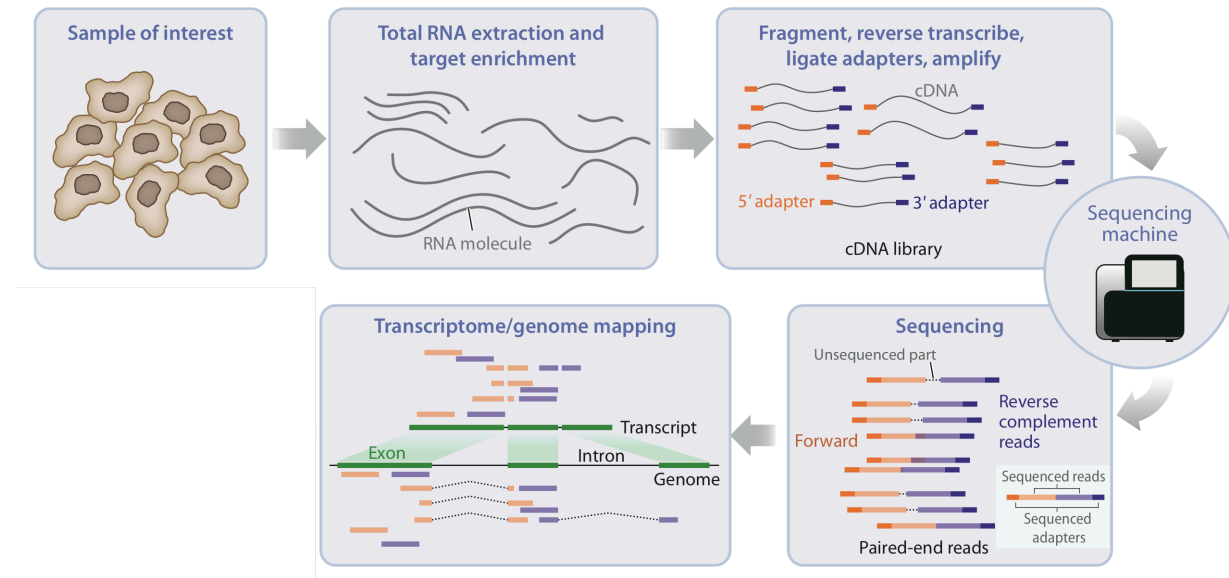 Sample of interest
Total RNA extraction and
target enrichment
RNA molecule
Fragment, reverse transcribe,
ligate adapters, amplify
cDNA
5′ adapter
3′ adapter
cDNA library
Sequencing
machine
Sequencing
Unsequenced part
Reverse
complement
reads
Forward
Sequenced reads
Sequenced
adapters
Paired-end reads
Transcriptome/genome mapping
Transcript
Exon
Intron
Genome